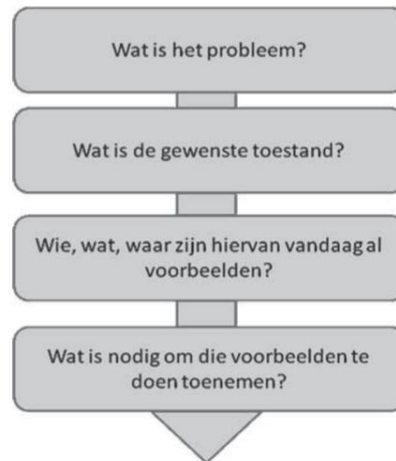 Wat is het probleem?
Wat is de gewenste toestand?
Wie, wat, waar zijn hiervan vandaag al
voorbeelden?
Wat is nodig om die voorbeelden te
doen toenemen?